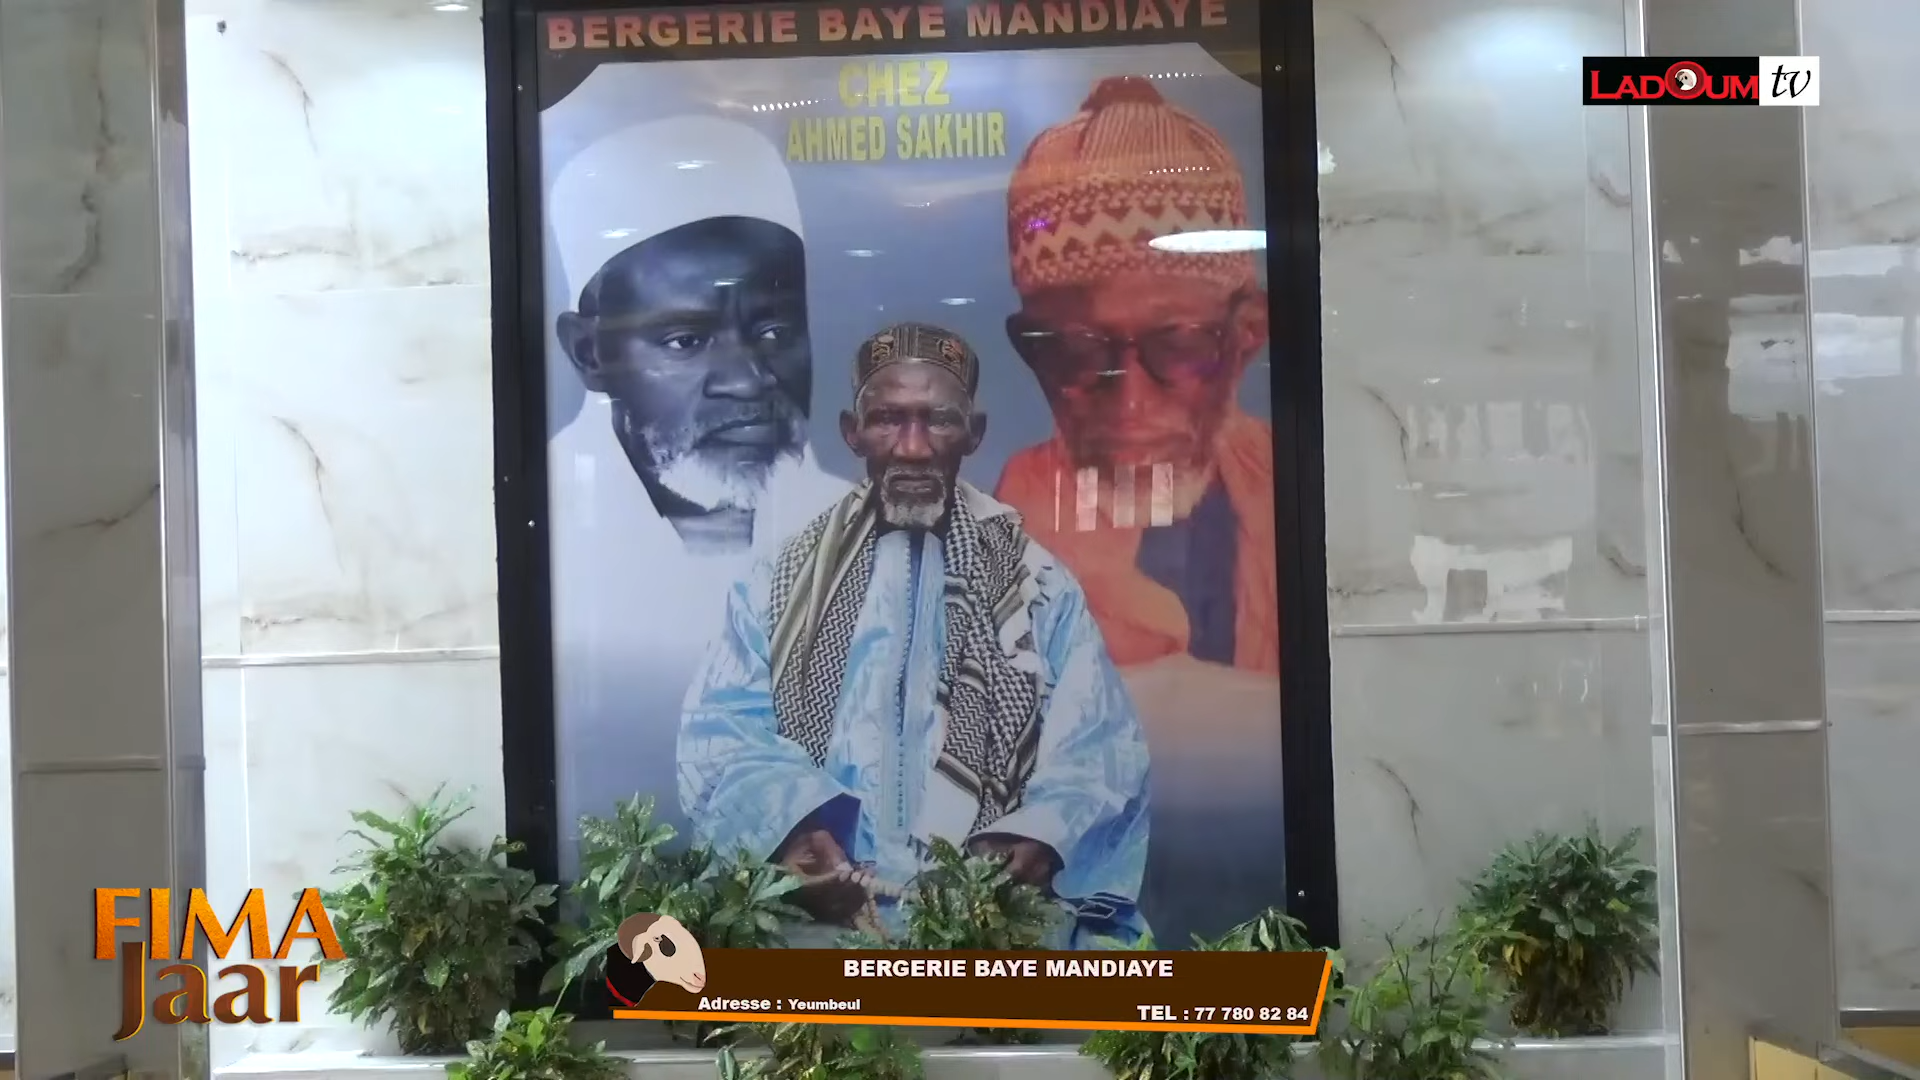 BERGERIE BAYE MANDIAYE
CHEZ
AHMED SAKHIR
LADOUM tv
FIMA
Jaar
BERGERIE BAYE MANDIAYE
Adresse : Yeumbeul
TEL : 77 780 82 84